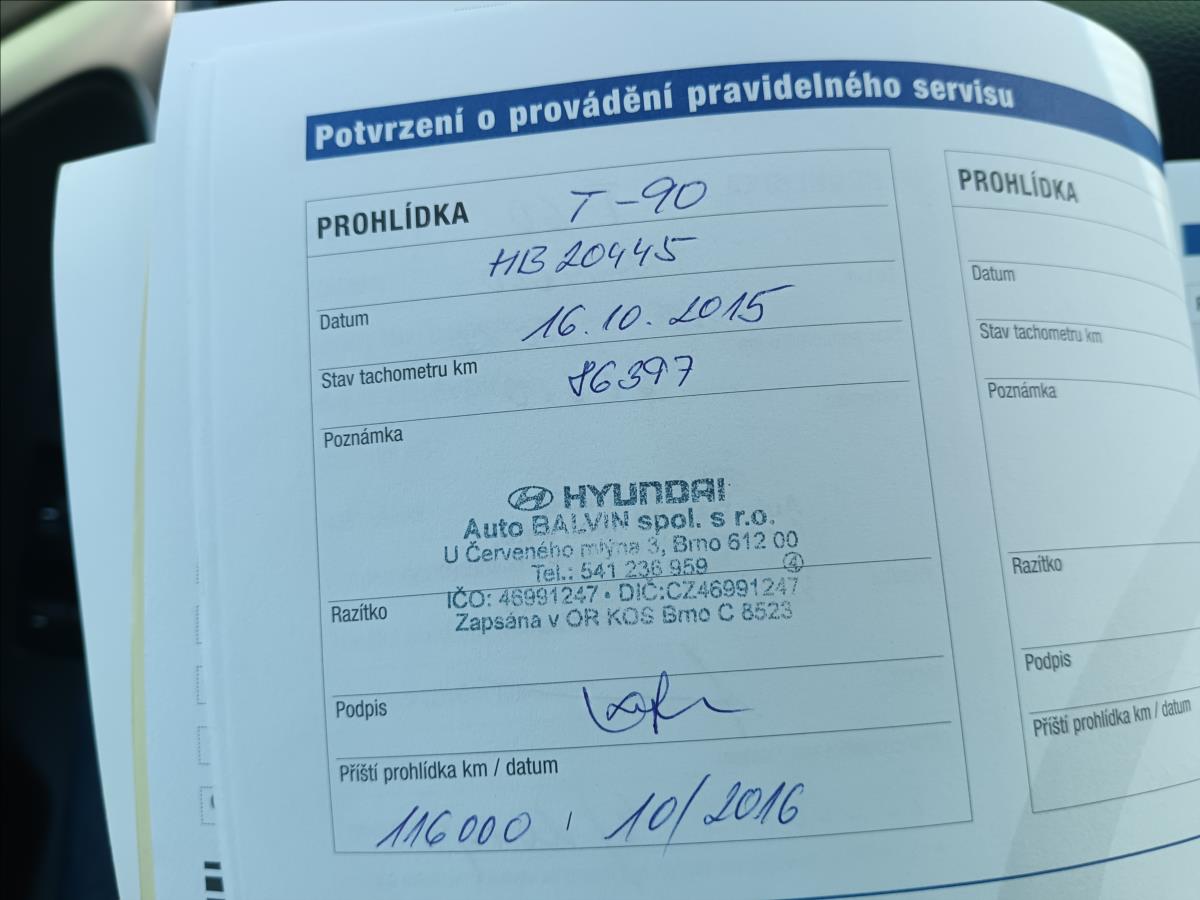 Potvrzení o provádění pravidelného servisu
PROHLÍDKA T-90
HB20445
Datum 16.10.2015
Stav tachometru km 86397
Poznámka
HYUNDAI
Auto BALVIN spol. s r.o.
U Červeného mlýna 3, Brno 612 00
Tel.: 541 236 959 4
IČO: 46991247 • DIČ:CZ46991247
Razítko
Zapsána v OR KOS Brno C 8523
Podpis
Příští prohlídka km / datum
116000 , 10/2016
PROHLÍDKA
Datum
Stav tachometru km
Poznámka
Razítko
Podpis
Příští prohlídka km / datum